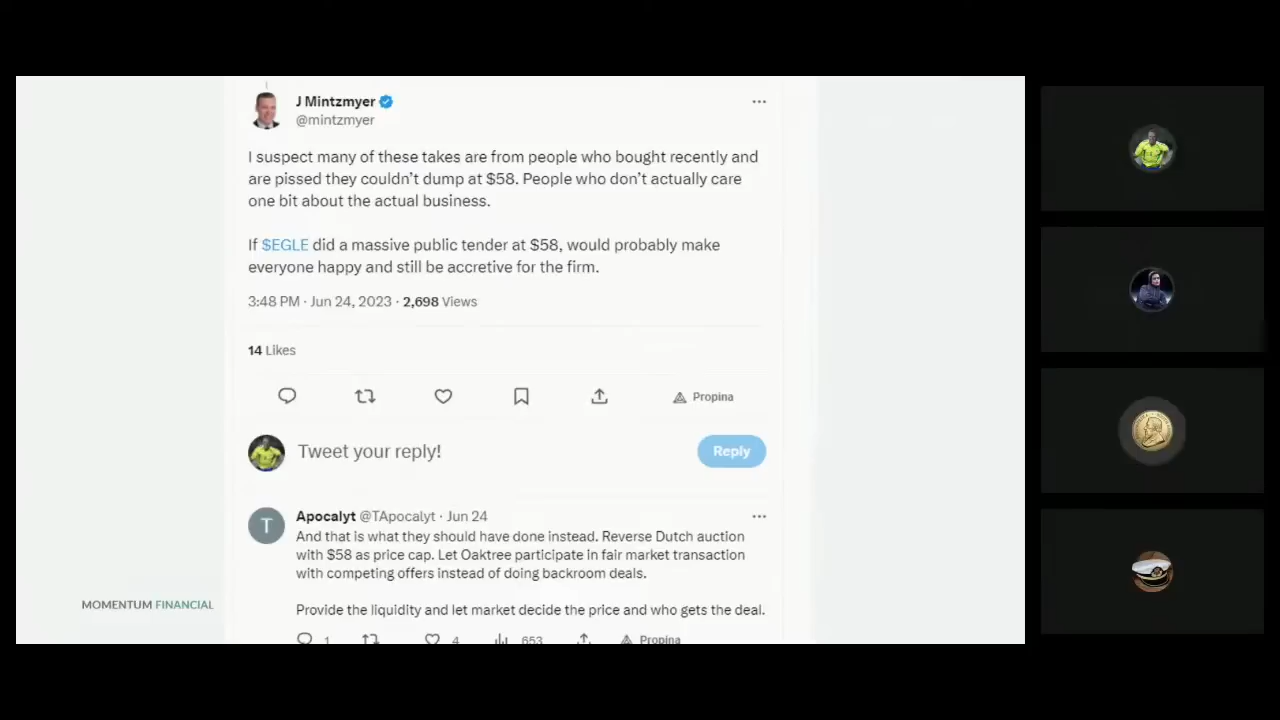 J Mintzmyer
@mintzmyer
I suspect many of these takes are from people who bought recently and
are pissed they couldn't dump at $58. People who don't actually care
one bit about the actual business.
If $EGLE did a massive public tender at $58, would probably make
everyone happy and still be accretive for the firm.
3:48 PM · Jun 24, 2023 · 2,698 Views
14 Likes
Propina
Tweet your reply!
Reply
T
Apocalyt @TApocalyt · Jun 24
And that is what they should have done instead. Reverse Dutch auction
with $58 as price cap. Let Oaktree participate in fair market transaction
with competing offers instead of doing backroom deals.
Provide the liquidity and let market decide the price and who gets the deal.
1 4 653 Propina
MOMENTUM FINANCIAL